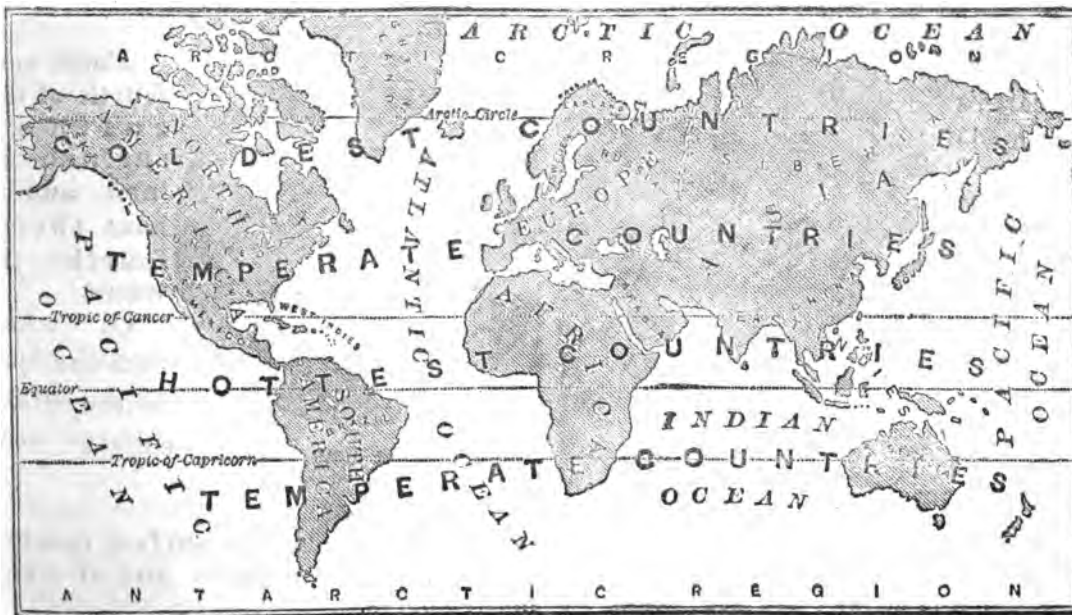 ARCTIC OCEAN
ARCTIC REGION
Arctic Circle
COLDEST COUNTRIES
NORTH
AMERICA
EUROPE
SIBERIA
ASIA
ATLANTIC
OCEAN
TEMPERATE COUNTRIES
PACIFIC
OCEAN
PACIFIC
OCEAN
Tropic of Cancer
MEXICO
WEST INDIES
AFRICA
HOTTEST COUNTRIES
Equator
SOUTH
AMERICA
INDIAN
OCEAN
Tropic of Capricorn
TEMPERATE COUNTRIES
ANTARCTIC REGION